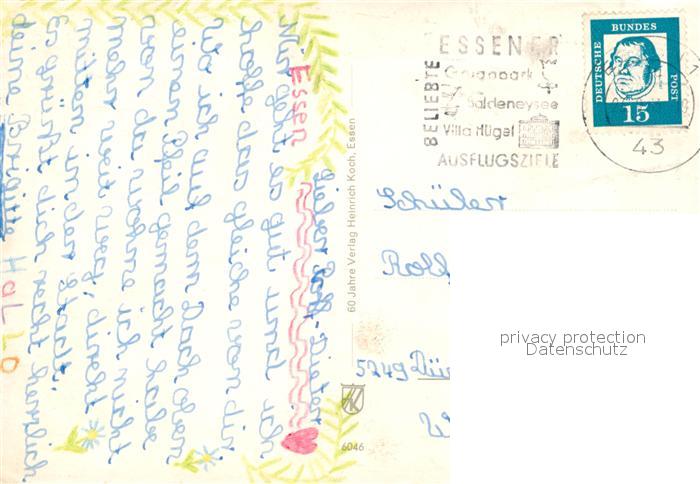 Essen
Lieber Rolf-Dieter
Mir geht es gut und ich
hoffe das gleiche von dir
Wo ich auf dem Dach oben
einen Pfeil gemacht habe
von da wohne ich nicht
mehr weit weg, direkt
mitten in der Stadt.
Es grüßt dich recht herzlich
deine Brigitte HALLO
60 Jahre Verlag Heinrich Koch, Essen
6046
BELIEBTE
ESSENER
Grugapark
Baldeneysee
Villa Hügel
AUSFLUGSZIELE
DEUTSCHE
BUNDES
POST
15
43
Schüler
Rolf
5249
privacy protection
Datenschutz